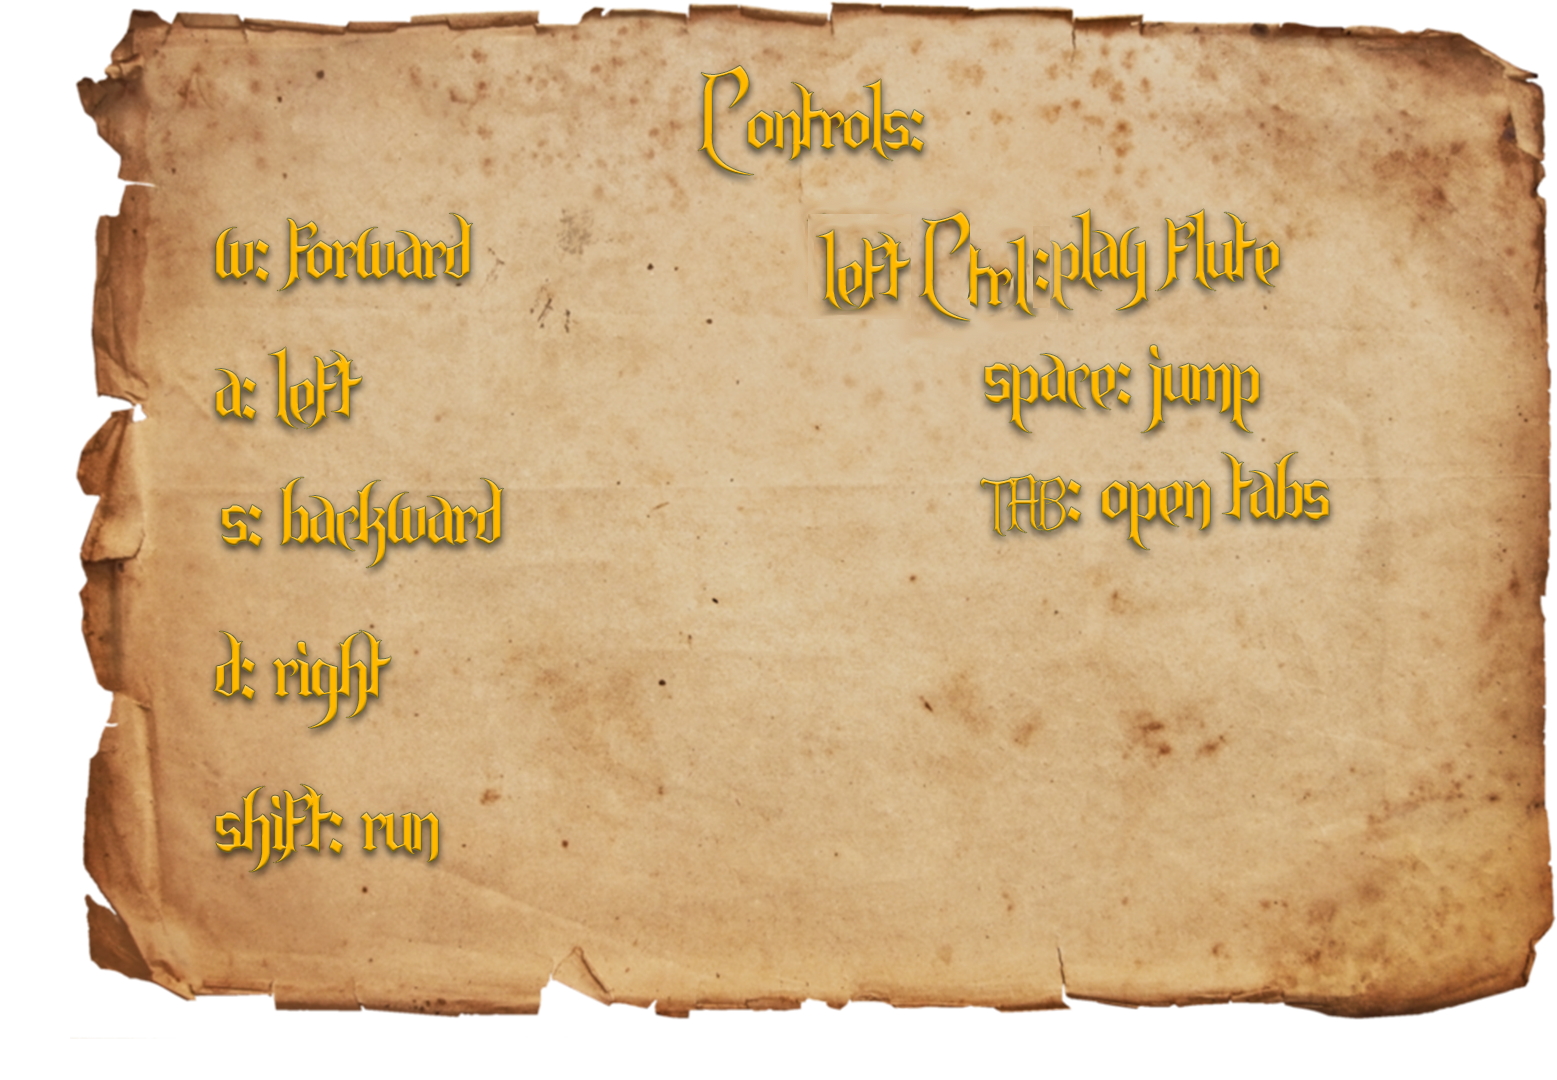 Controls:
w: Forward
a: left
s: backward
d: right
shift: run
left Ctrl:play Flute
space: jump
TAB: open tabs